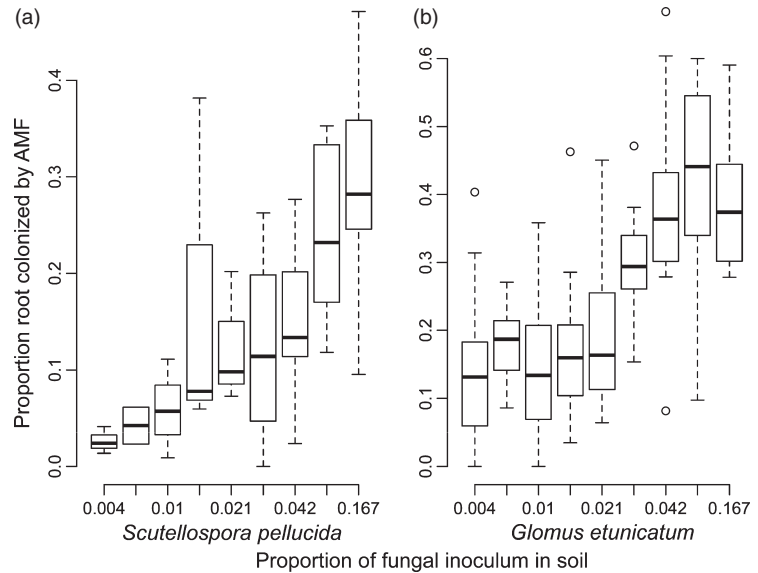 (a)
(b)
Proportion root colonized by AMF
0.4
0.3
0.2
0.1
0.0
0.6
0.5
0.4
0.3
0.2
0.1
0.0
0.004 0.01 0.021 0.042 0.167
0.004 0.01 0.021 0.042 0.167
Scutellospora pellucida
Glomus etunicatum
Proportion of fungal inoculum in soil